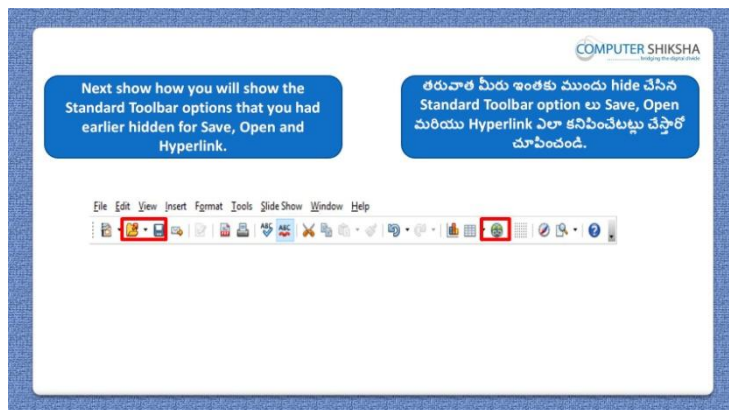 COMPUTER SHIKSHA
bridging the digital divide
Next show how you will show the
Standard Toolbar options that you had
earlier hidden for Save, Open and
Hyperlink.
తరువాత మీరు ఇంతకు ముందు hide చేసిన
Standard Toolbar option లు Save, Open
మరియు Hyperlink ఎలా కనిపించేటట్లు చేస్తారో
చూపించండి.
File Edit View Insert Format Tools Slide Show Window Help
ABC ABC